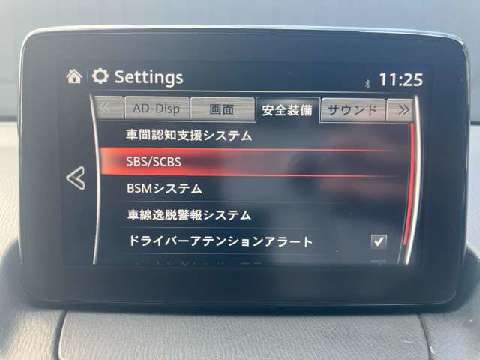 Settings 11:25
AD-Disp 画面 安全装備 サウンド
車間認知支援システム
SBS/SCBS
BSMシステム
車線逸脱警報システム
ドライバーアテンションアラート